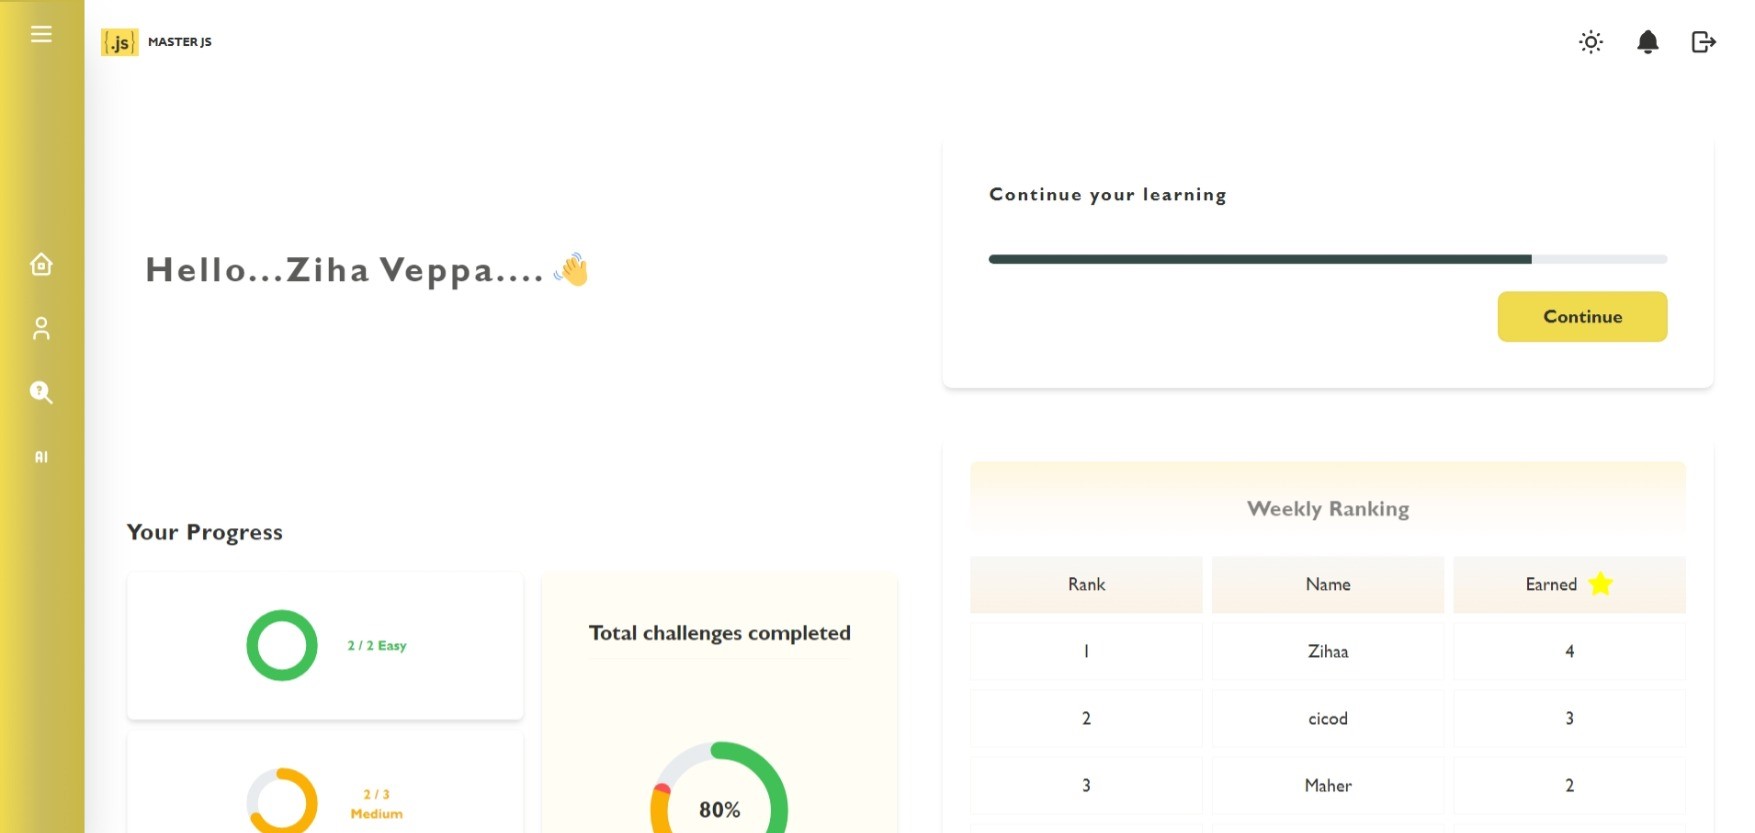 {.js} MASTER JS
Continue your learning
Hello...Ziha Veppa....
Continue
AI
Weekly Ranking
Your Progress
Rank Name Earned
Total challenges completed
2 / 2 Easy
1 Zihaa 4
2 cicod 3
3 Maher 2
2 / 3
Medium
80%